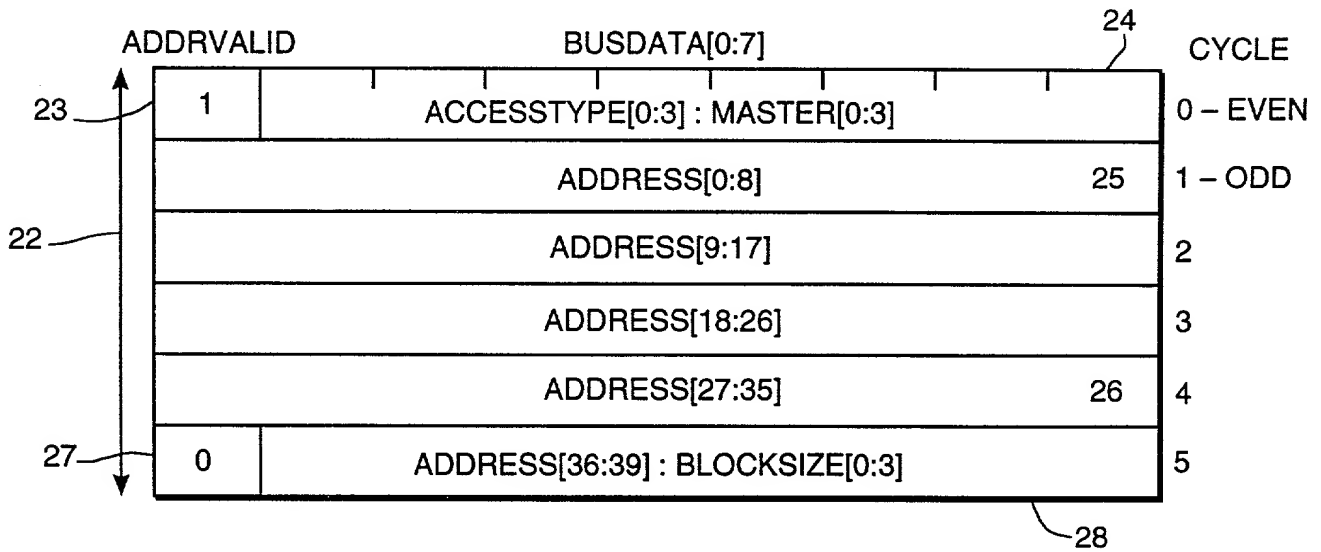 24
ADDRVALID BUSDATA[0:7] CYCLE
23 1 ACCESSTYPE[0:3] : MASTER[0:3] 0 – EVEN
ADDRESS[0:8] 25 1 – ODD
22 ADDRESS[9:17] 2
ADDRESS[18:26] 3
ADDRESS[27:35] 26 4
27 0 ADDRESS[36:39] : BLOCKSIZE[0:3] 5
28